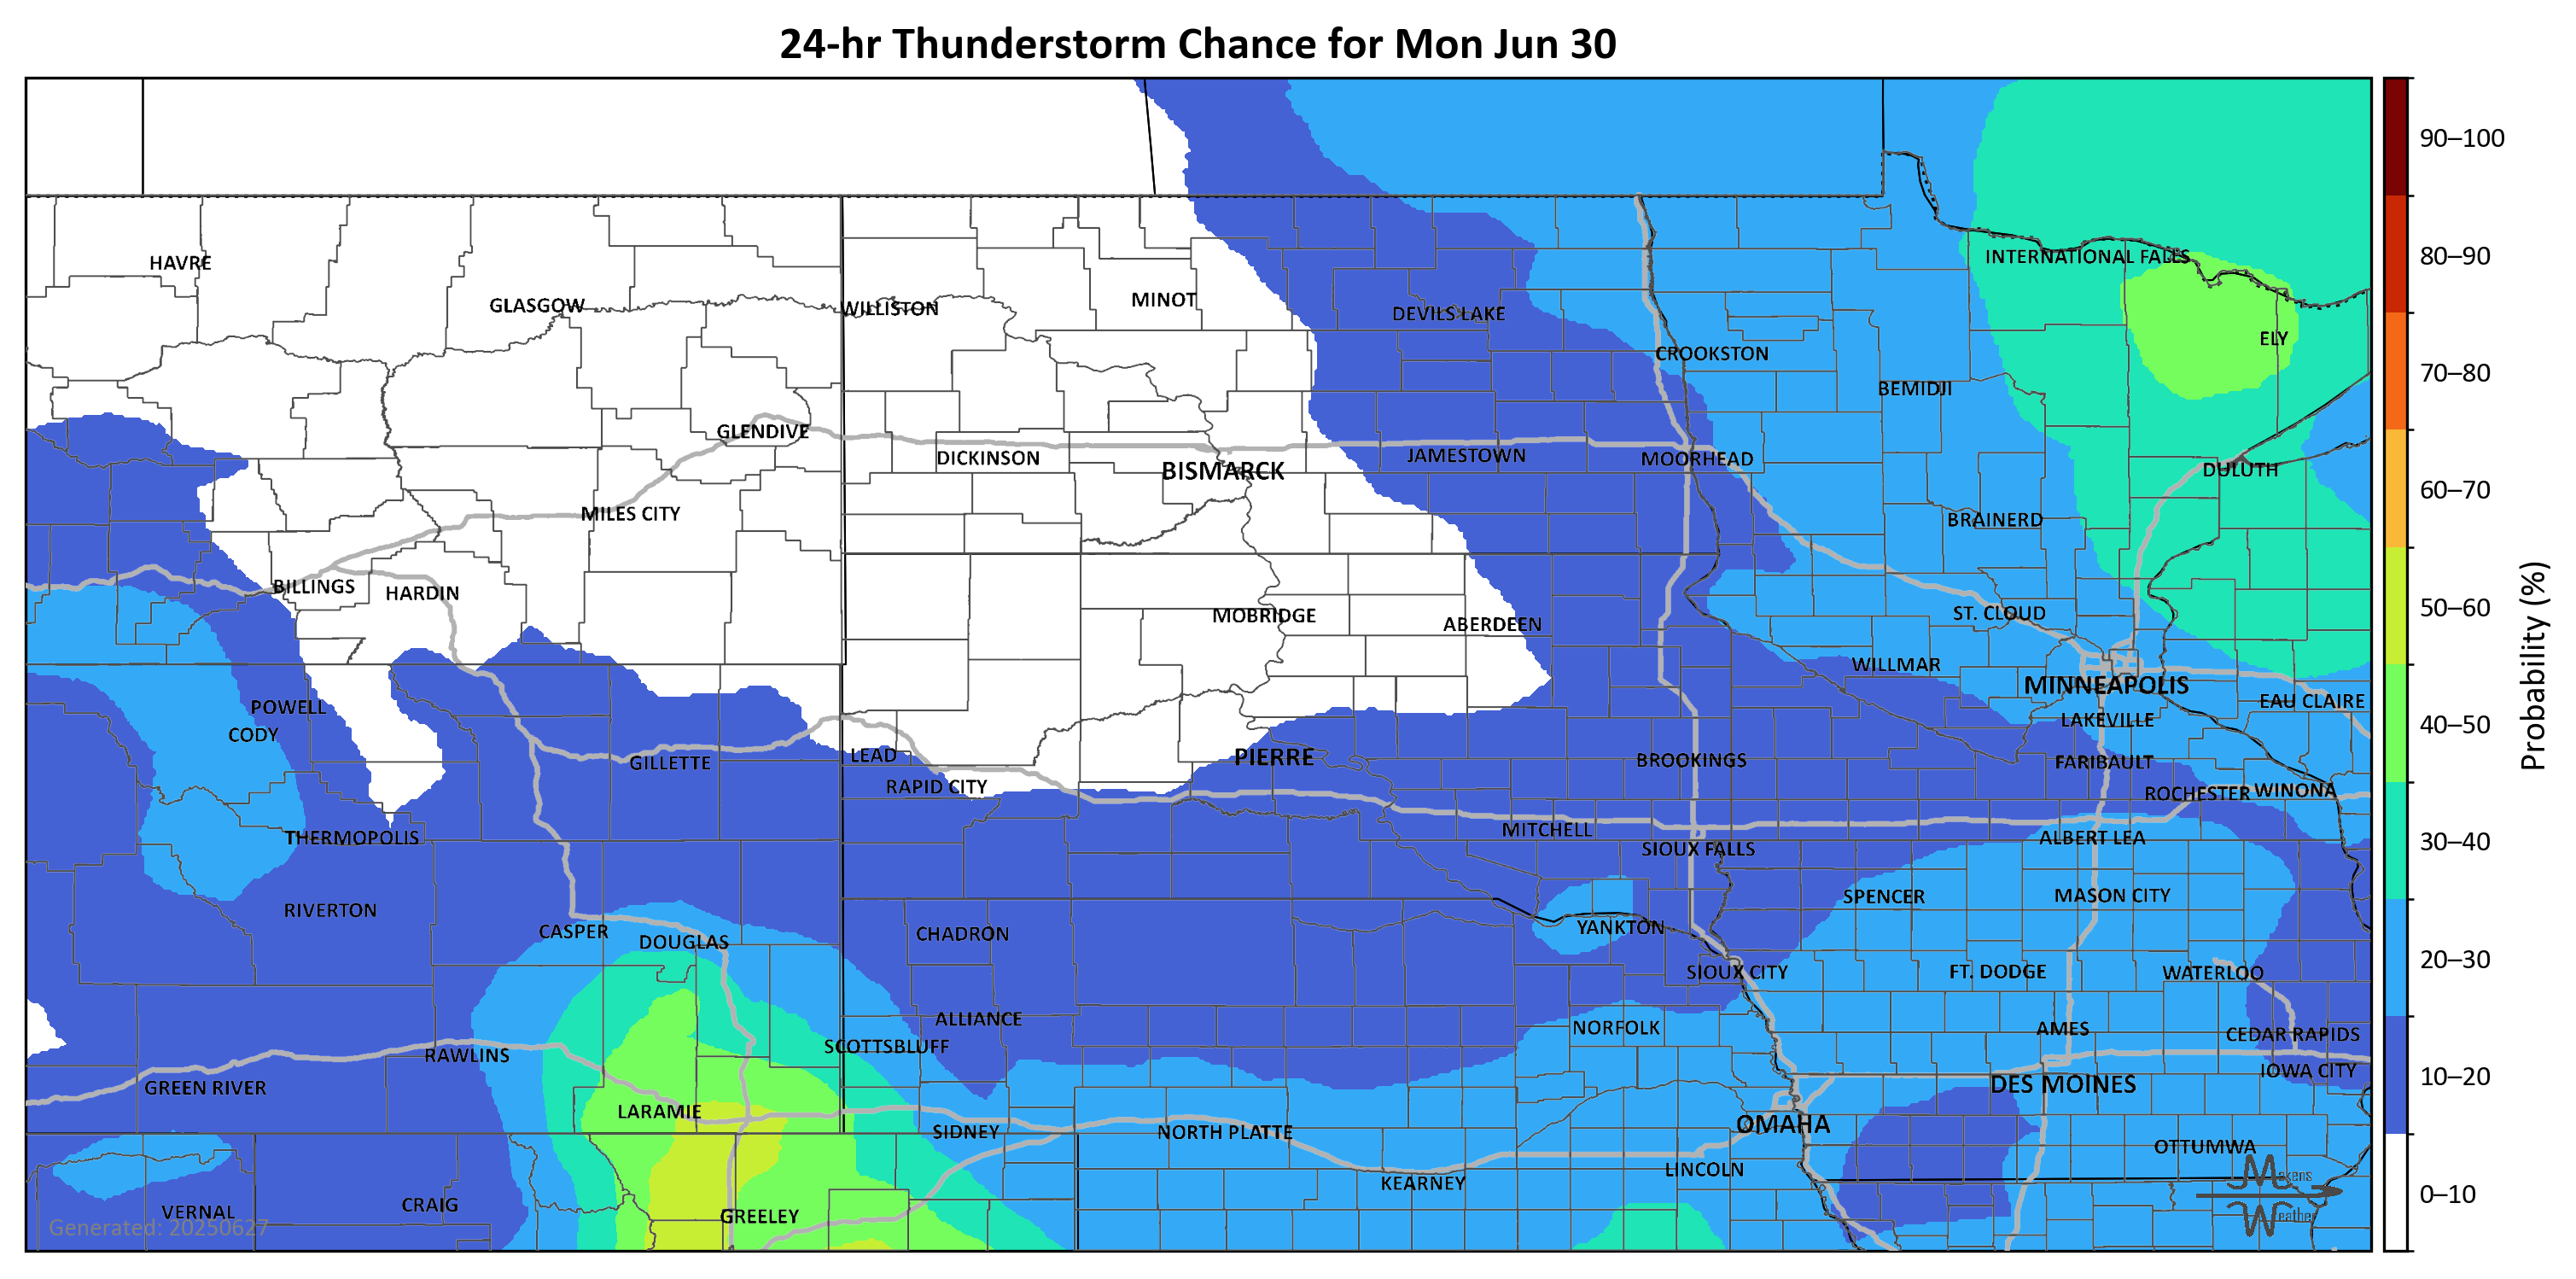 24-hr Thunderstorm Chance for Mon Jun 30
90–100
HAVRE
INTERNATIONAL FALLS
80–90
GLASGOW
WILLISTON
MINOT
DEVILS LAKE
ELY
CROOKSTON
70–80
BEMIDJI
GLENDIVE
DICKINSON
BISMARCK
JAMESTOWN
MOORHEAD
DULUTH
60–70
MILES CITY
BRAINERD
BILLINGS
HARDIN
MOBRIDGE
ABERDEEN
ST. CLOUD
50–60
WILLMAR
MINNEAPOLIS
EAU CLAIRE
POWELL
CODY
LAKEVILLE
40–50
LEAD
PIERRE
BROOKINGS
FARIBAULT
GILLETTE
RAPID CITY
ROCHESTER
WINONA
THERMOPOLIS
MITCHELL
ALBERT LEA
30–40
SIOUX FALLS
RIVERTON
SPENCER
MASON CITY
CASPER
DOUGLAS
CHADRON
YANKTON
20–30
SIOUX CITY
FT. DODGE
WATERLOO
ALLIANCE
NORFOLK
AMES
CEDAR RAPIDS
SCOTTSBLUFF
RAWLINS
GREEN RIVER
DES MOINES
IOWA CITY
10–20
LARAMIE
SIDNEY
NORTH PLATTE
OMAHA
OTTUMWA
LINCOLN
KEARNEY
Makens
Weather
0–10
VERNAL
CRAIG
GREELEY
Generated: 20250627
Probability (%)